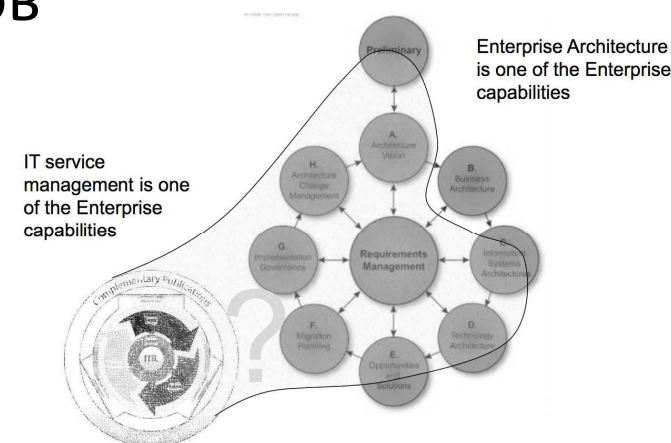 Preliminary
Enterprise Architecture
is one of the Enterprise
capabilities
A.
Architecture
Vision
IT service
management is one
of the Enterprise
capabilities
H.
Architecture
Change
Management
B.
Business
Architecture
G.
Implementation
Governance
Requirements
Management
C.
Information
Systems
Architectures
Complementary Publications
ITIL
?
F.
Migration
Planning
D.
Technology
Architecture
E.
Opportunities
and
Solutions